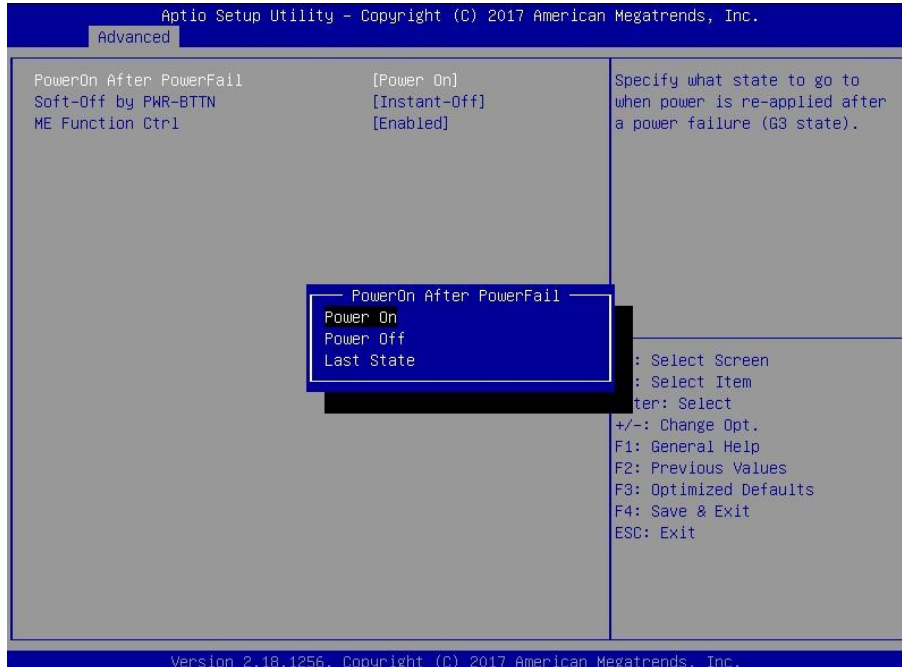 Aptio Setup Utility – Copyright (C) 2017 American Megatrends, Inc.
Advanced
PowerOn After PowerFail [Power On]
Soft-Off by PWR-BTTN [Instant-Off]
ME Function Ctrl [Enabled]
Specify what state to go to
when power is re-applied after
a power failure (G3 state).
PowerOn After PowerFail
Power On
Power Off
Last State
: Select Screen
: Select Item
ter: Select
+/-: Change Opt.
F1: General Help
F2: Previous Values
F3: Optimized Defaults
F4: Save & Exit
ESC: Exit
Version 2.18.1256. Copyright (C) 2017 American Megatrends, Inc.